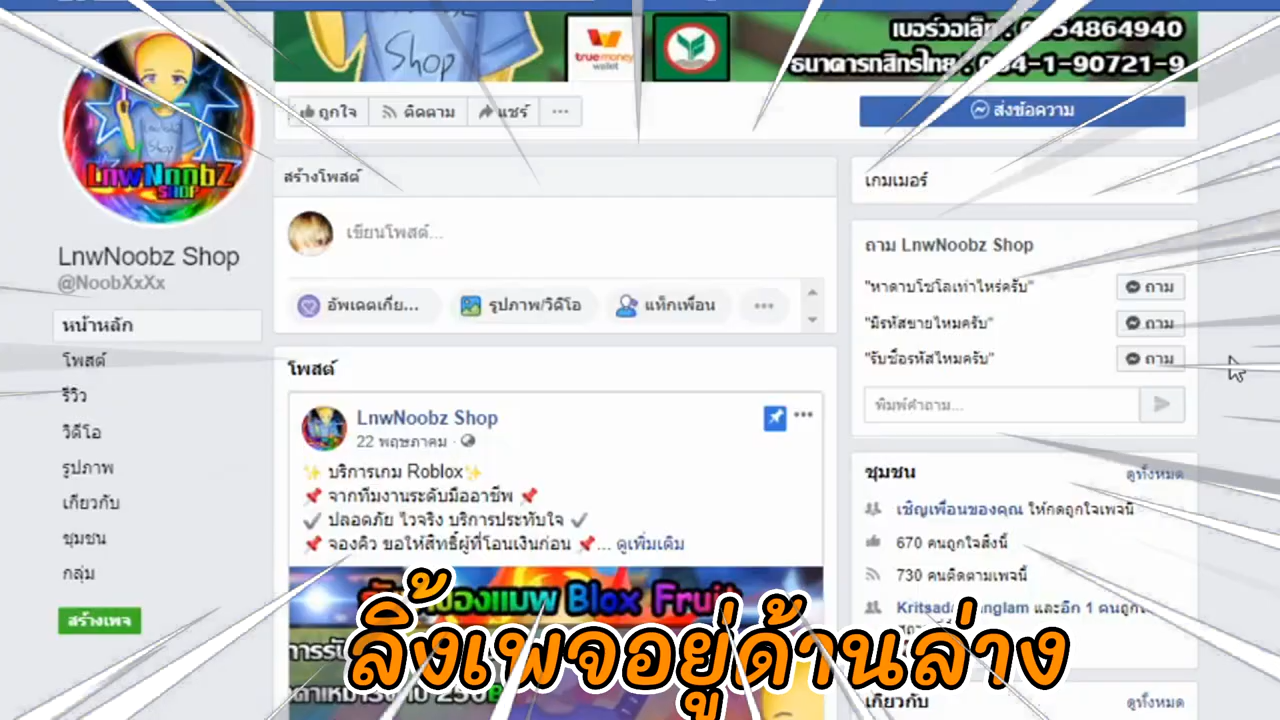 Shop
truemoney
wallet
เบอร์วอเล็ท : 54864940
ธนาคารกสิกรไทย : -1-90721-9
ถูกใจ
ติดตาม
แชร์
ส่งข้อความ
LnwNoobZ
SHOP
LnwNoobz Shop
@NoobXxXx
หน้าหลัก
โพสต์
รีวิว
วิดีโอ
รูปภาพ
เกี่ยวกับ
ชุมชน
กลุ่ม
สร้างเพจ
สร้างโพสต์
เขียนโพสต์...
อัพเดตเกี่ย...
รูปภาพ/วิดีโอ
แท็กเพื่อน
โพสต์
LnwNoobz Shop
22 พฤษภาคม
✨ บริการเกม Roblox✨
📌 จากทีมงานระดับมืออาชีพ 📌
✔ ปลอดภัย ไวจริง บริการประทับใจ ✔
📌 จองคิว ขอให้สิทธิ์ผู้ที่โอนเงินก่อน 📌... ดูเพิ่มเติม
ของแมพ Blox Fruit
ลิ้งเพจอยู่ด้านล่าง
เกมเมอร์
ถาม LnwNoobz Shop
"หาดาบโซโลเท่าไหร่ครับ"
ถาม
"มีรหัสขายไหมครับ"
ถาม
"รับซื้อรหัสไหมครับ"
ถาม
พิมพ์คำถาม...
ชุมชน
ดูทั้งหมด
เชิญเพื่อนของคุณ ให้กดถูกใจเพจนี้
670 คนถูกใจสิ่งนี้
730 คนติดตามเพจนี้
และอีก 1 คนถูก
เกี่ยวกับ
ดูทั้งหมด